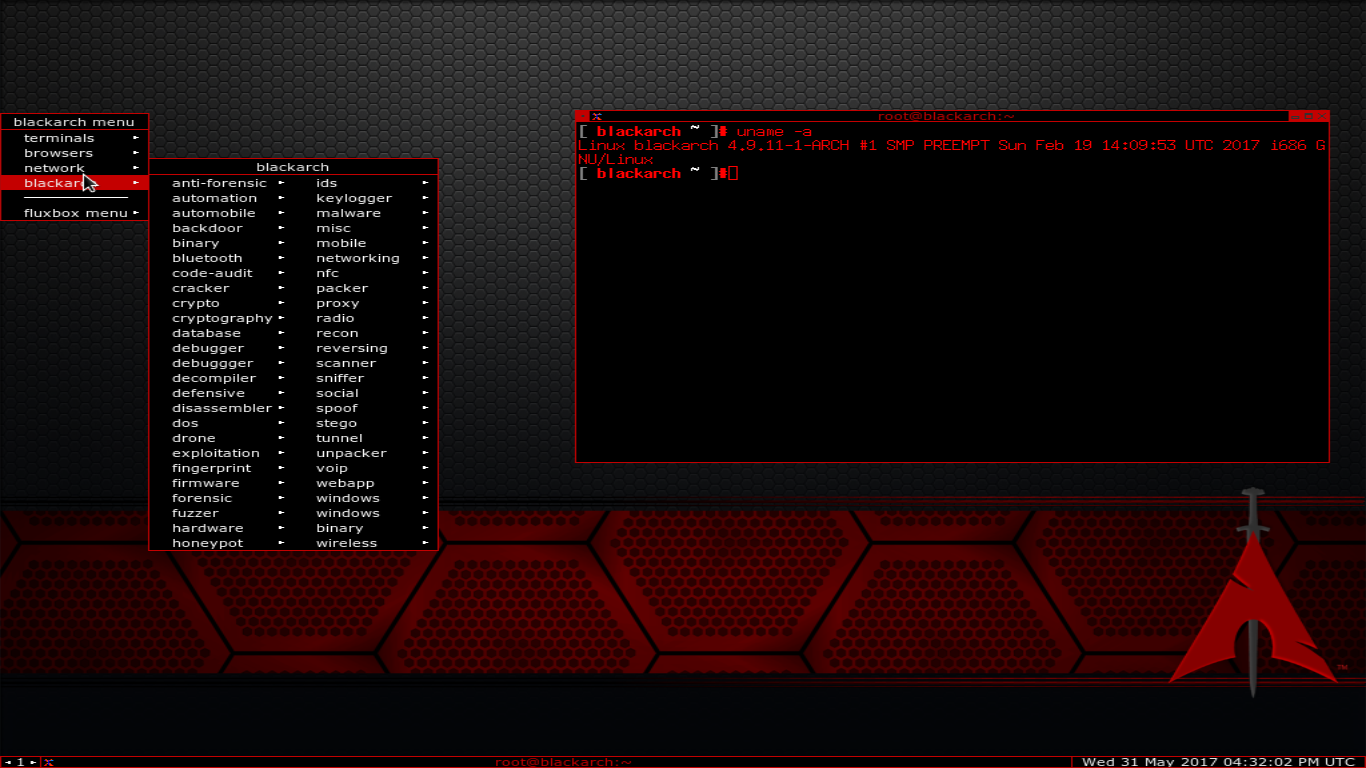 blackarch menu
terminals
browsers
network
blackarc
fluxbox menu
blackarch
anti-forensic
automation
automobile
backdoor
binary
bluetooth
code-audit
cracker
crypto
cryptography
database
debugger
debuggger
decompiler
defensive
disassembler
dos
drone
exploitation
fingerprint
firmware
forensic
fuzzer
hardware
honeypot
ids
keylogger
malware
misc
mobile
networking
nfc
packer
proxy
radio
recon
reversing
scanner
sniffer
social
spoof
stego
tunnel
unpacker
voip
webapp
windows
windows
binary
wireless
root@blackarch:~
[ blackarch ~ ]# uname -a
Linux blackarch 4.9.11-1-ARCH #1 SMP PREEMPT Sun Feb 19 14:09:53 UTC 2017 i686 G
NU/Linux
[ blackarch ~ ]#
TM
1
root@blackarch:~
Wed 31 May 2017 04:32:02 PM UTC